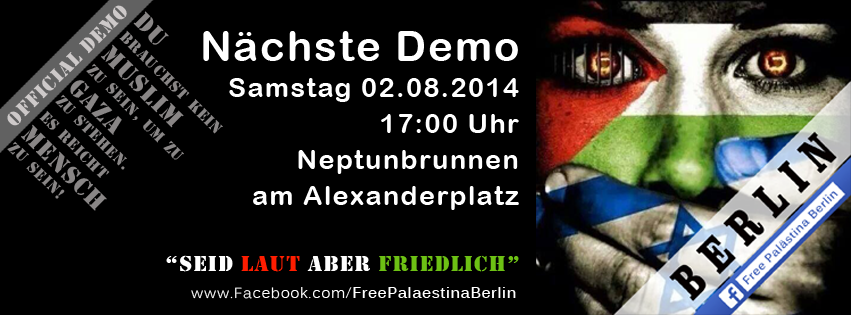 OFFICIAL DEMO
DU
BRAUCHST KEIN
MUSLIM
ZU SEIN, UM ZU
GAZA
ZU STEHEN.
ES REICHT
MENSCH
ZU SEIN!
Nächste Demo
Samstag 02.08.2014
17:00 Uhr
Neptunbrunnen
am Alexanderplatz
“SEID LAUT ABER FRIEDLICH”
www.Facebook.com/FreePalaestinaBerlin
BERLIN
f Free Palästina Berlin